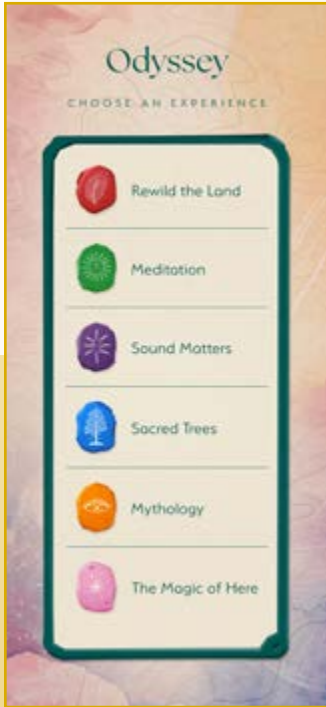 Odyssey
CHOOSE AN EXPERIENCE
Rewild the Land
Meditation
Sound Matters
Sacred Trees
Mythology
The Magic of Here